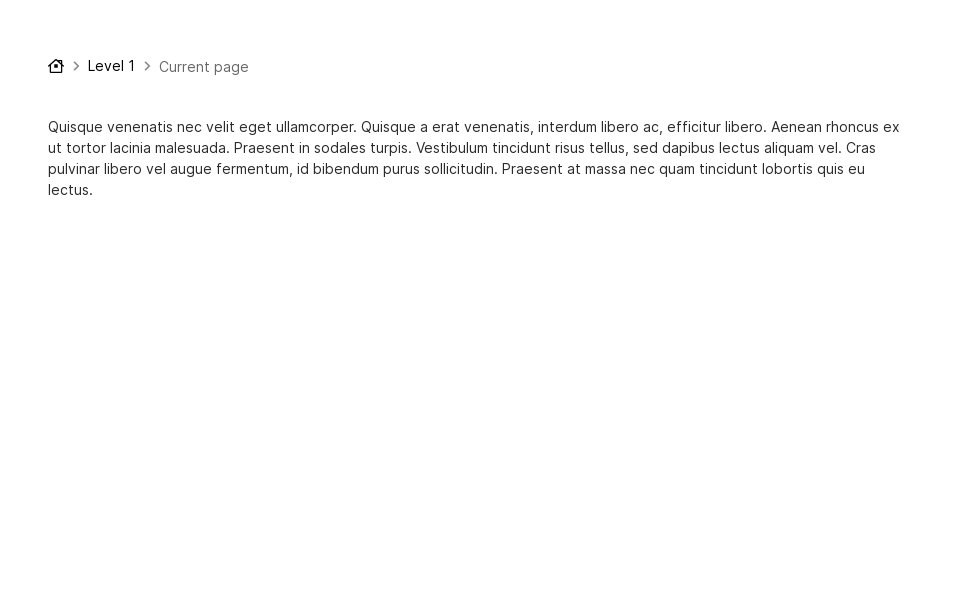 Level 1 Current page
Quisque venenatis nec velit eget ullamcorper. Quisque a erat venenatis, interdum libero ac, efficitur libero. Aenean rhoncus ex
ut tortor lacinia malesuada. Praesent in sodales turpis. Vestibulum tincidunt risus tellus, sed dapibus lectus aliquam vel. Cras
pulvinar libero vel augue fermentum, id bibendum purus sollicitudin. Praesent at massa nec quam tincidunt lobortis quis eu
lectus.